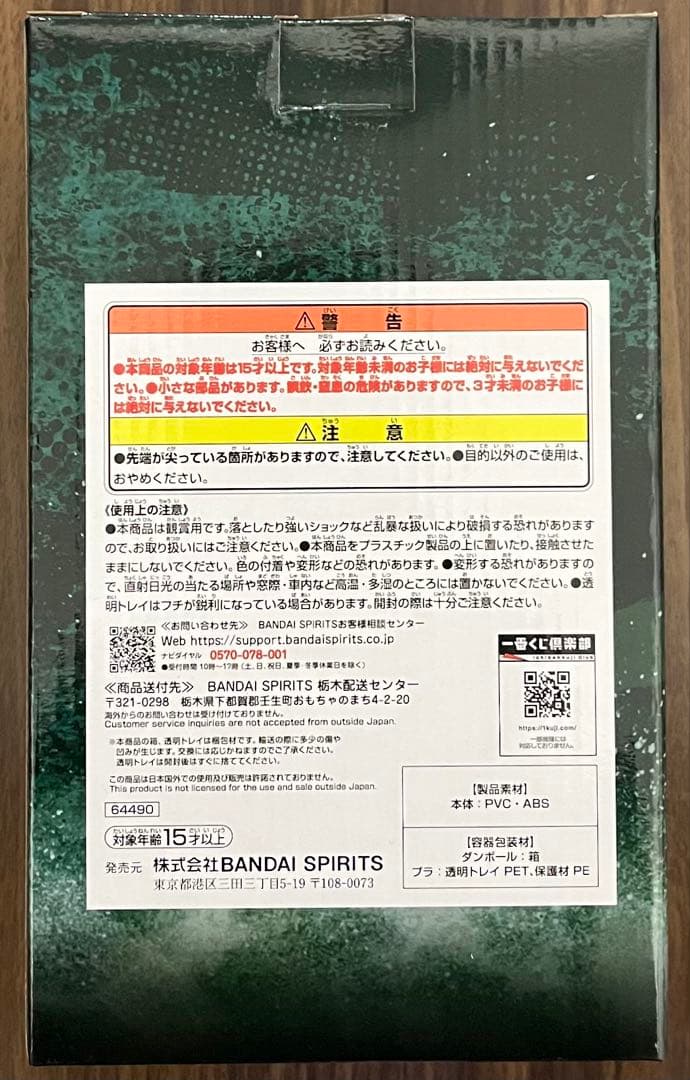 ⚠警告
お客様へ 必ずお読みください。
●本商品の対象年齢は15才以上です。対象年齢未満のお子様には絶対に与えないでくだ
さい。●小さな部品があります。誤飲・窒息の危険がありますので、3才未満のお子様に
は絶対に与えないでください。
⚠注意
●先端が尖っている箇所がありますので、注意してください。●目的以外のご使用は、
おやめください。
《使用上の注意》
●本商品は観賞用です。落としたり強いショックなど乱暴な扱いにより破損する恐れがあります
ので、お取り扱いにはご注意ください。●本商品をプラスチック製品の上に置いたり、接触させた
ままにしないでください。色の付着や変形などの恐れがあります。●変形する恐れがありますの
で、直射日光の当たる場所や窓際・車内など高温・多湿のところには置かないでください。●透
明トレイはフチが鋭利になっている場合があります。開封の際は十分ご注意ください。
≪お問い合わせ先≫ BANDAI SPIRITSお客様相談センター
Web https://support.bandaispirits.co.jp
ナビダイヤル 0570-078-001
●受付時間 10時〜17時(土、日、祝日、夏季・冬季休業日を除く)
≪商品送付先≫ BANDAI SPIRITS 栃木配送センター
〒321-0298 栃木県下都賀郡壬生町おもちゃのまち4-2-20
海外からのお問い合わせは受け付けておりません。
Customer service inquiries are not accepted from outside Japan.
※本商品の箱、透明トレイは梱包材です。輸送の際に多少の傷や
凹みが生じます。交換には応じかねますのでご了承ください。
透明トレイは開封後はすぐに捨ててください。
この商品は日本国外での使用及び販売は許諾されておりません。
This product is not licensed for the use and sale outside Japan.
64490
対象年齢15才以上
発売元 株式会社BANDAI SPIRITS
東京都港区三田三丁目5-19 〒108-0073
一番くじ倶楽部
ichibankuji club
https://1kuji.com/
一部機種には
対応しておりません。
【製品素材】
本体:PVC・ABS
【容器包装材】
ダンボール:箱
プラ:透明トレイ PET、保護材 PE